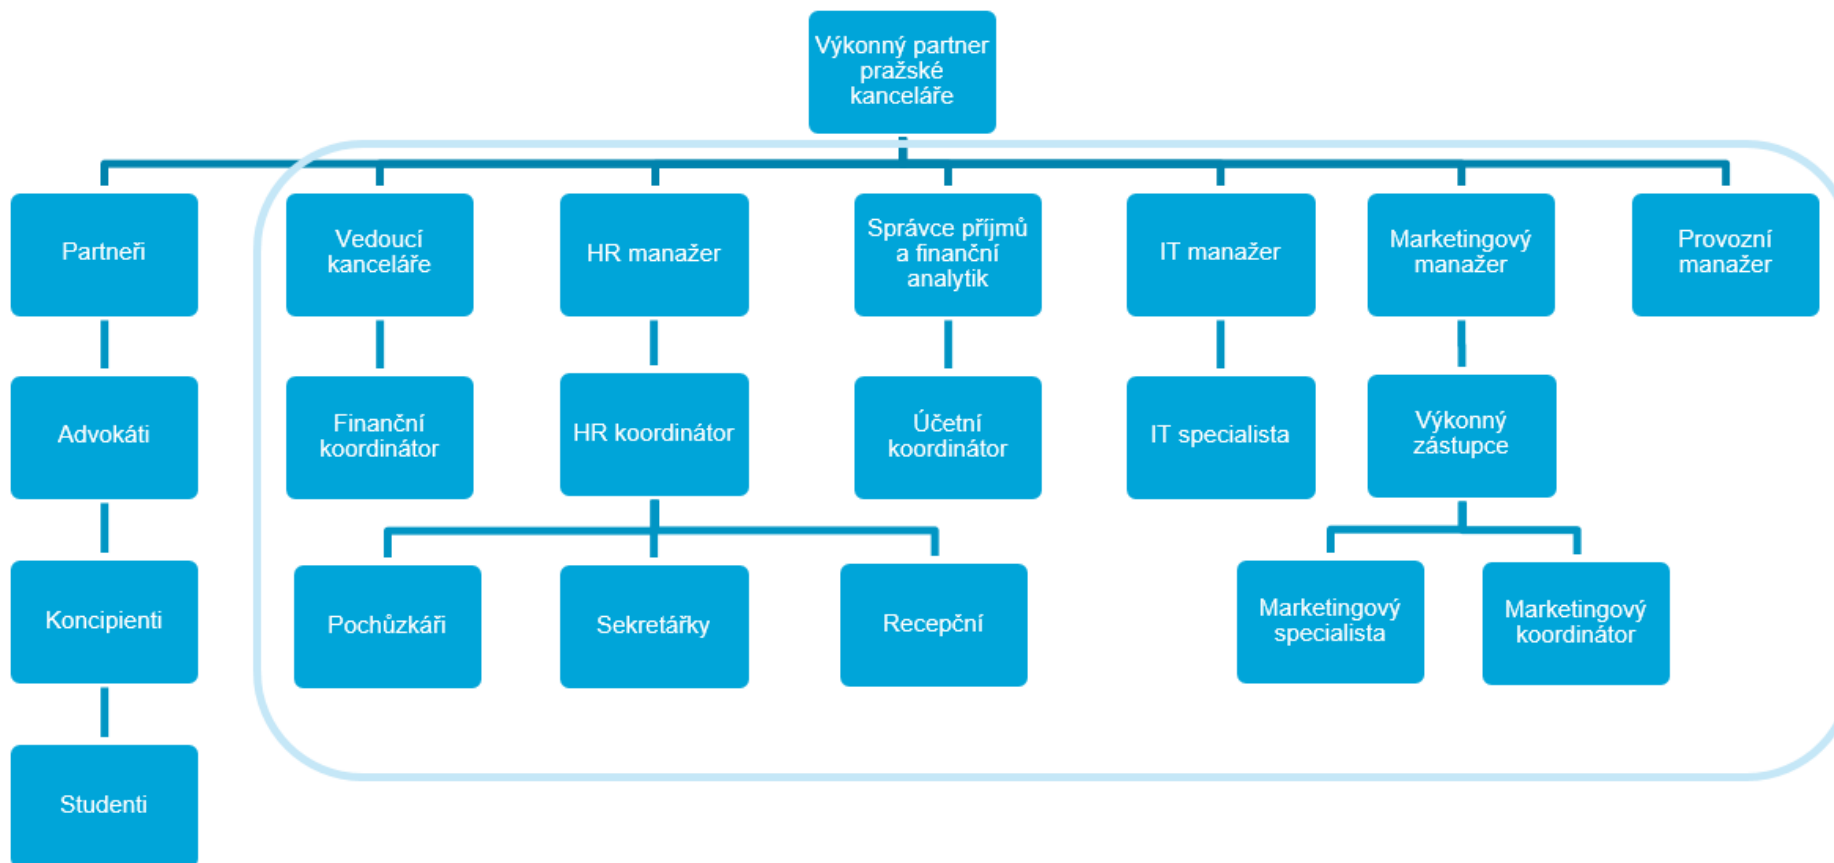 Výkonný partner
pražské
kanceláře
Partneři
Vedoucí
kanceláře
HR manažer
Správce příjmů
a finanční
analytik
IT manažer
Marketingový
manažer
Provozní
manažer
Advokáti
Finanční
koordinátor
HR koordinátor
Účetní
koordinátor
IT specialista
Výkonný
zástupce
Koncipienti
Pochůzkáři
Sekretářky
Recepční
Marketingový
specialista
Marketingový
koordinátor
Studenti